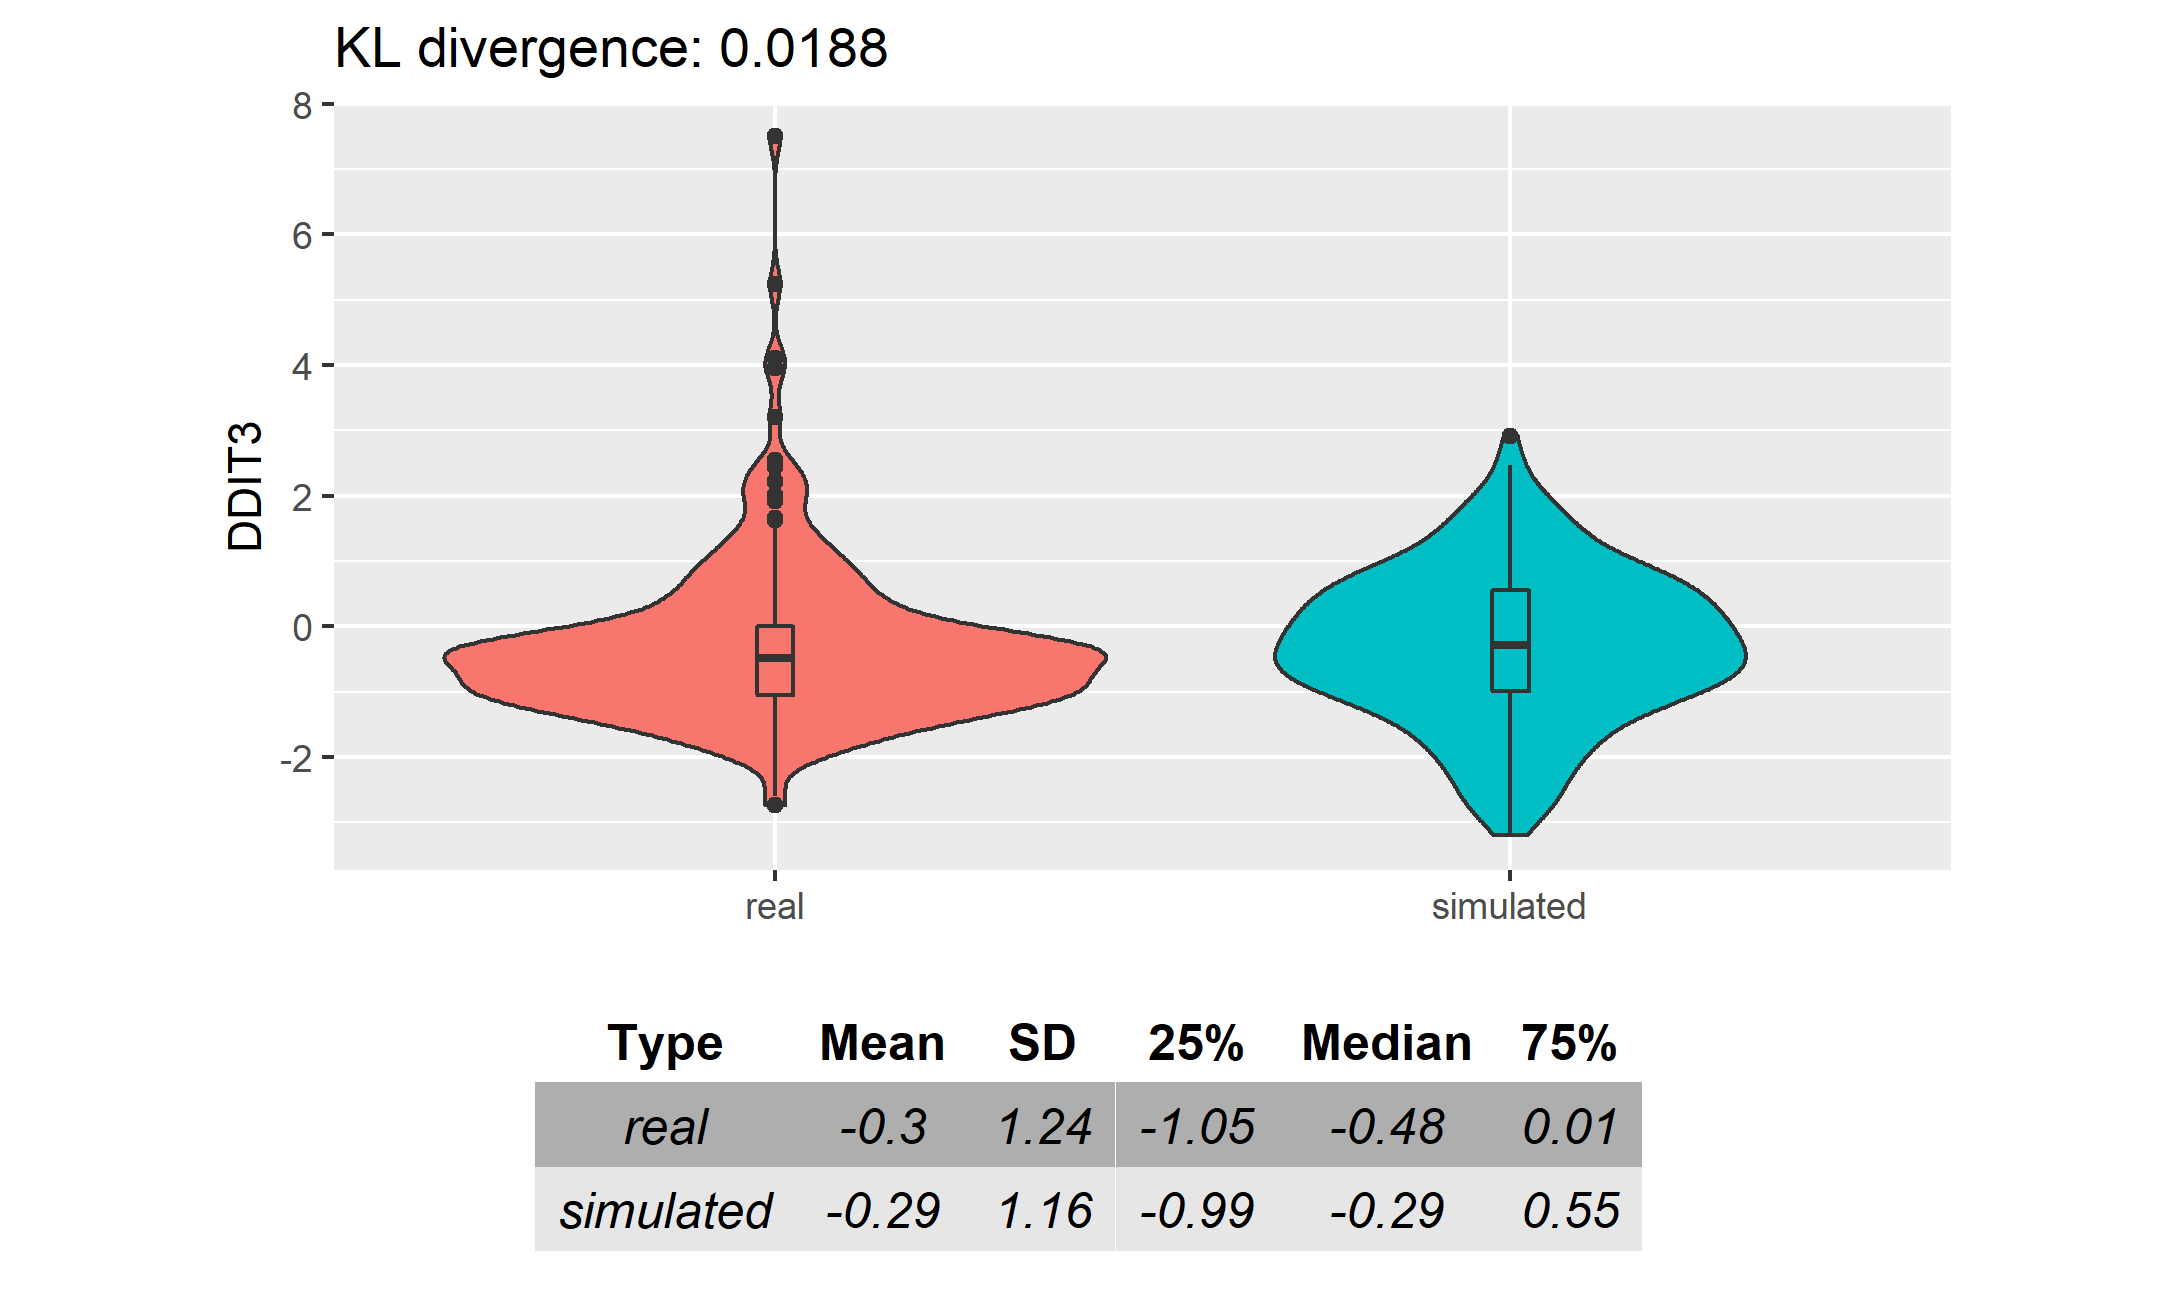 KL divergence: 0.0188
8
6
4
2
0
-2
DDIT3
real simulated
Type Mean SD 25% Median 75%
real -0.3 1.24 -1.05 -0.48 0.01
simulated -0.29 1.16 -0.99 -0.29 0.55